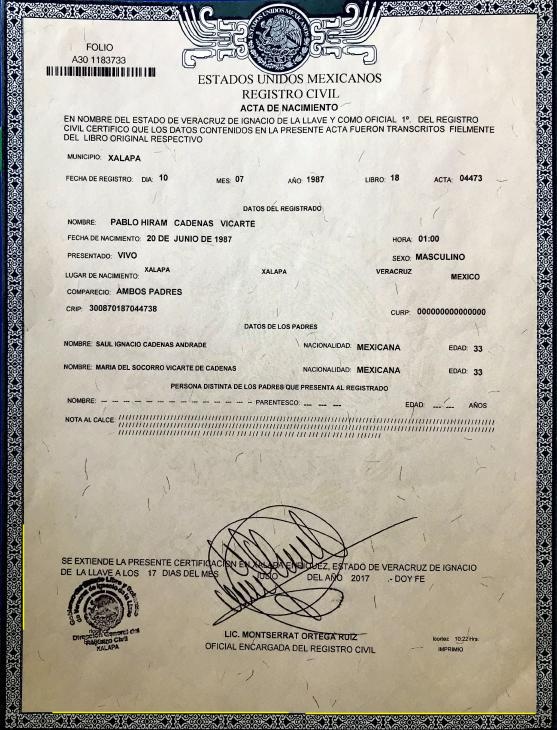 ESTADOS UNIDOS MEXICANOS
FOLIO
A30 1183733
ESTADOS UNIDOS MEXICANOS
REGISTRO CIVIL
ACTA DE NACIMIENTO
EN NOMBRE DEL ESTADO DE VERACRUZ DE IGNACIO DE LA LLAVE Y COMO OFICIAL 1º. DEL REGISTRO
CIVIL CERTIFICO QUE LOS DATOS CONTENIDOS EN LA PRESENTE ACTA FUERON TRANSCRITOS FIELMENTE
DEL LIBRO ORIGINAL RESPECTIVO
MUNICIPIO: XALAPA
FECHA DE REGISTRO: DIA: 10 MES: 07 AÑO: 1987 LIBRO: 18 ACTA: 04473
DATOS DEL REGISTRADO
NOMBRE: PABLO HIRAM CADENAS VICARTE
FECHA DE NACIMIENTO: 20 DE JUNIO DE 1987 HORA: 01:00
PRESENTADO: VIVO SEXO: MASCULINO
LUGAR DE NACIMIENTO: XALAPA XALAPA VERACRUZ MEXICO
COMPARECIO: AMBOS PADRES
CRIP: 300870187044738 CURP: 000000000000000
DATOS DE LOS PADRES
NOMBRE: SAUL IGNACIO CADENAS ANDRADE NACIONALIDAD: MEXICANA EDAD: 33
NOMBRE: MARIA DEL SOCORRO VICARTE DE CADENAS NACIONALIDAD: MEXICANA EDAD: 33
PERSONA DISTINTA DE LOS PADRES QUE PRESENTA AL REGISTRADO
NOMBRE: PARENTESCO: EDAD: AÑOS
NOTA AL CALCE
SE EXTIENDE LA PRESENTE CERTIFICACION EN XALAPA ENRIQUEZ, ESTADO DE VERACRUZ DE IGNACIO
DE LA LLAVE A LOS 17 DIAS DEL MES JULIO DEL AÑO 2017 .- DOY FE
Dirección General del
Registro Civil
XALAPA
LIC. MONTSERRAT ORTEGA RUIZ
OFICIAL ENCARGADA DEL REGISTRO CIVIL
lcortez 10:22 Hrs.
IMPRIMIO